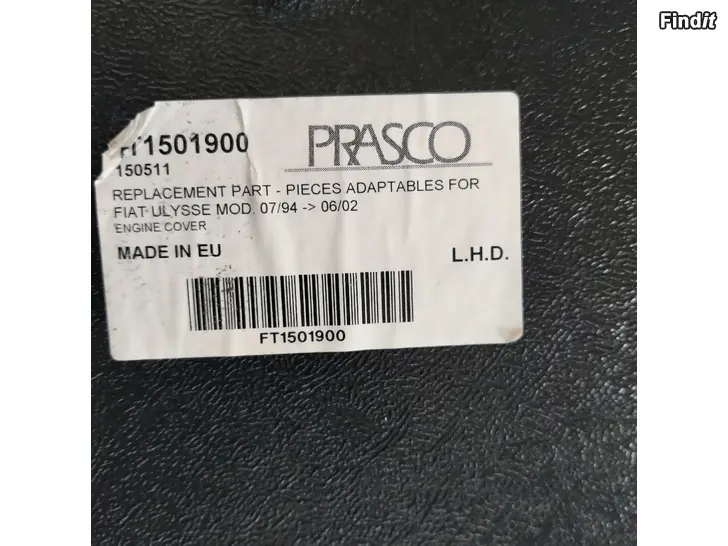 Findit
FT1501900
PRASCO
150511
REPLACEMENT PART - PIECES ADAPTABLES FOR
FIAT ULYSSE MOD. 07/94 -> 06/02
ENGINE COVER
MADE IN EU
L.H.D.
FT1501900